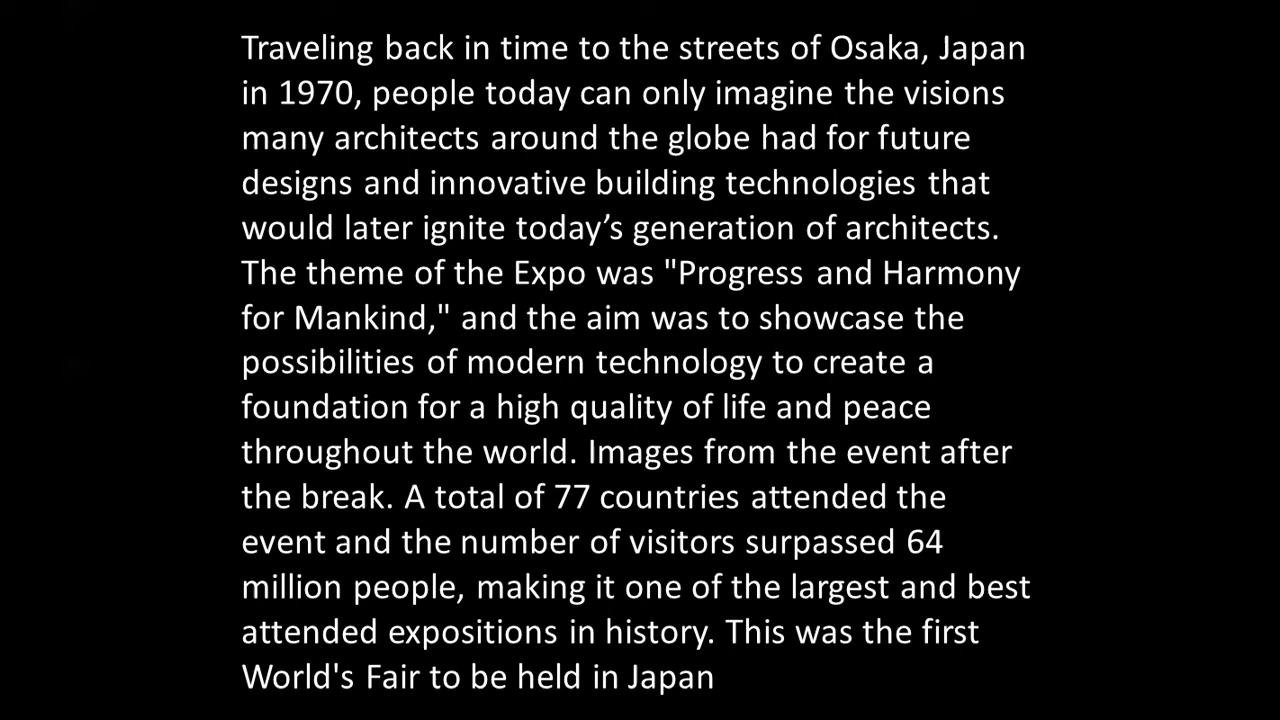 Traveling back in time to the streets of Osaka, Japan
in 1970, people today can only imagine the visions
many architects around the globe had for future
designs and innovative building technologies that
would later ignite today’s generation of architects.
The theme of the Expo was "Progress and Harmony
for Mankind," and the aim was to showcase the
possibilities of modern technology to create a
foundation for a high quality of life and peace
throughout the world. Images from the event after
the break. A total of 77 countries attended the
event and the number of visitors surpassed 64
million people, making it one of the largest and best
attended expositions in history. This was the first
World's Fair to be held in Japan